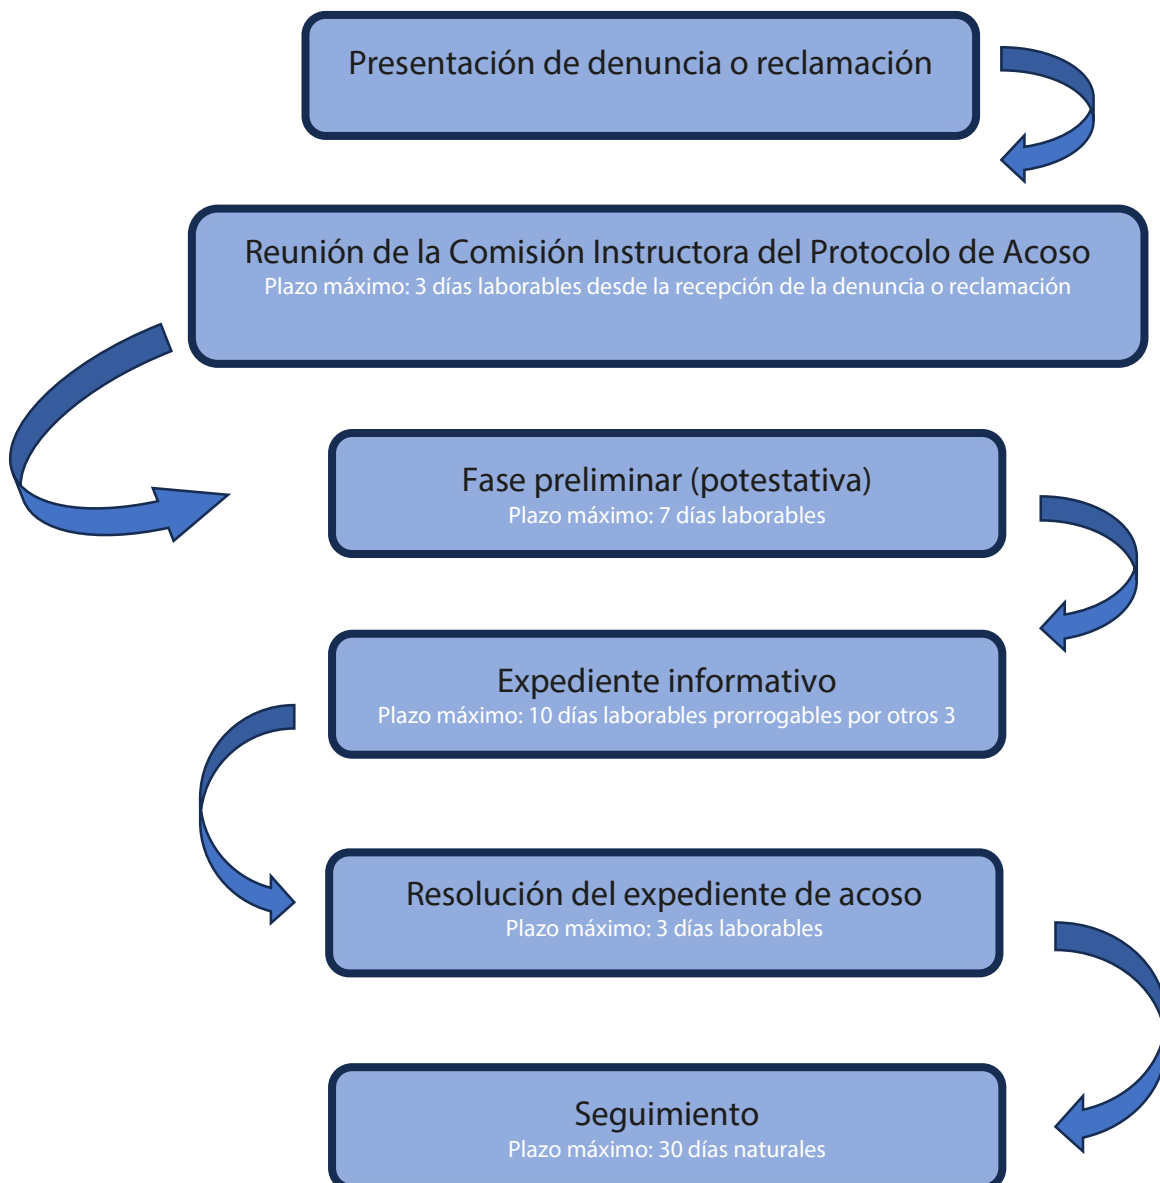 Presentación de denuncia o reclamación
Reunión de la Comisión Instructora del Protocolo de Acoso
Plazo máximo: 3 días laborables desde la recepción de la denuncia o reclamación
Fase preliminar (potestativa)
Plazo máximo: 7 días laborables
Expediente informativo
Plazo máximo: 10 días laborables prorrogables por otros 3
Resolución del expediente de acoso
Plazo máximo: 3 días laborables
Seguimiento
Plazo máximo: 30 días naturales